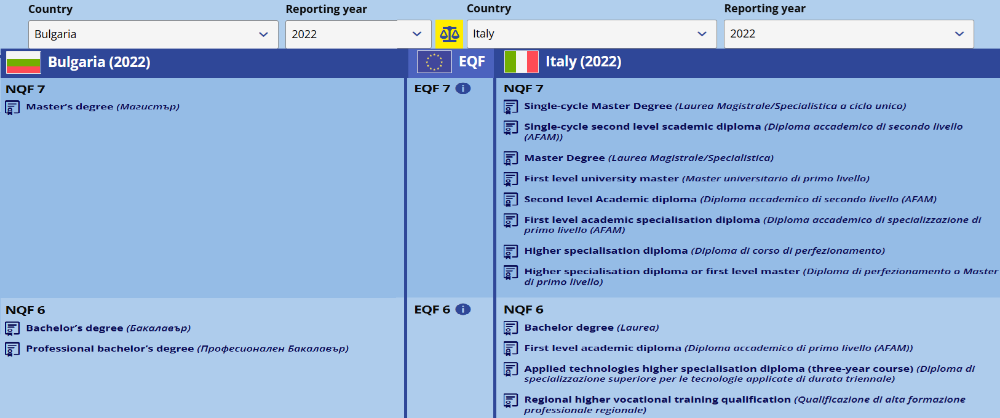 Country
Reporting year
Country
Reporting year
Bulgaria
2022
Italy
2022
Bulgaria (2022)
EQF
Italy (2022)
NQF 7
Master's degree (Магистър)
EQF 7
NQF 7
Single-cycle Master Degree (Laurea Magistrale/Specialistica a ciclo unico)
Single-cycle second level scademic diploma (Diploma accademico di secondo livello
(AFAM))
Master Degree (Laurea Magistrale/Specialistica)
First level university master (Master universitario di primo livello)
Second level Academic diploma (Diploma accademico di secondo livello (AFAM)
First level academic specialisation diploma (Diploma accademico di specializzazione di
primo livello (AFAM)
Higher specialisation diploma (Diploma di corso di perfezionamento)
Higher specialisation diploma or first level master (Diploma di perfezionamento o Master
di primo livello)
NQF 6
Bachelor's degree (Бакалавър)
Professional bachelor's degree (Професионален Бакалавър)
EQF 6
NQF 6
Bachelor degree (Laurea)
First level academic diploma (Diploma accademico di primo livello (AFAM))
Applied technologies higher specialisation diploma (three-year course) (Diploma di
specializzazione superiore per le tecnologie applicate di durata triennale)
Regional higher vocational training qualification (Qualificazione di alta formazione
professionale regionale)